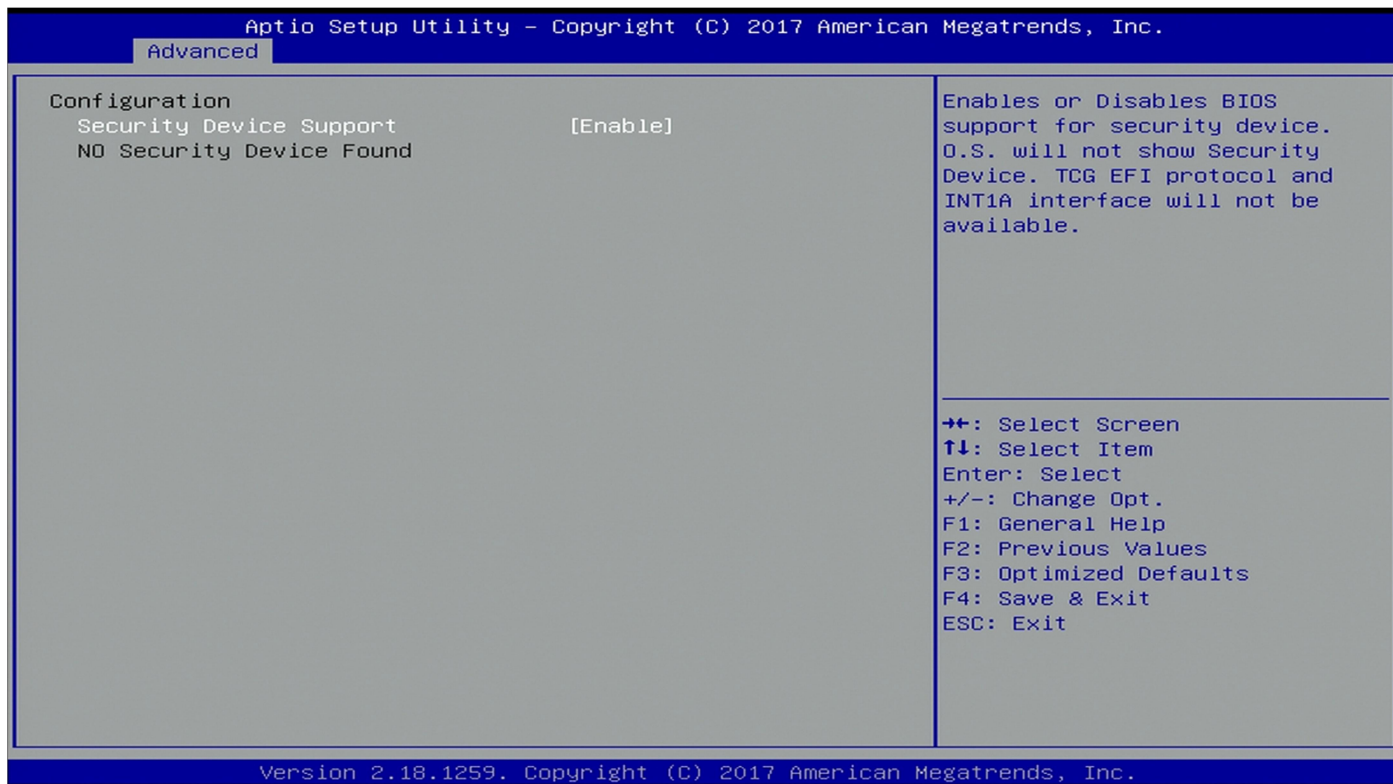 Aptio Setup Utility – Copyright (C) 2017 American Megatrends, Inc.
Advanced
Configuration
Security Device Support [Enable]
NO Security Device Found
Enables or Disables BIOS
support for security device.
O.S. will not show Security
Device. TCG EFI protocol and
INT1A interface will not be
available.
→←: Select Screen
↑↓: Select Item
Enter: Select
+/-: Change Opt.
F1: General Help
F2: Previous Values
F3: Optimized Defaults
F4: Save & Exit
ESC: Exit
Version 2.18.1259. Copyright (C) 2017 American Megatrends, Inc.